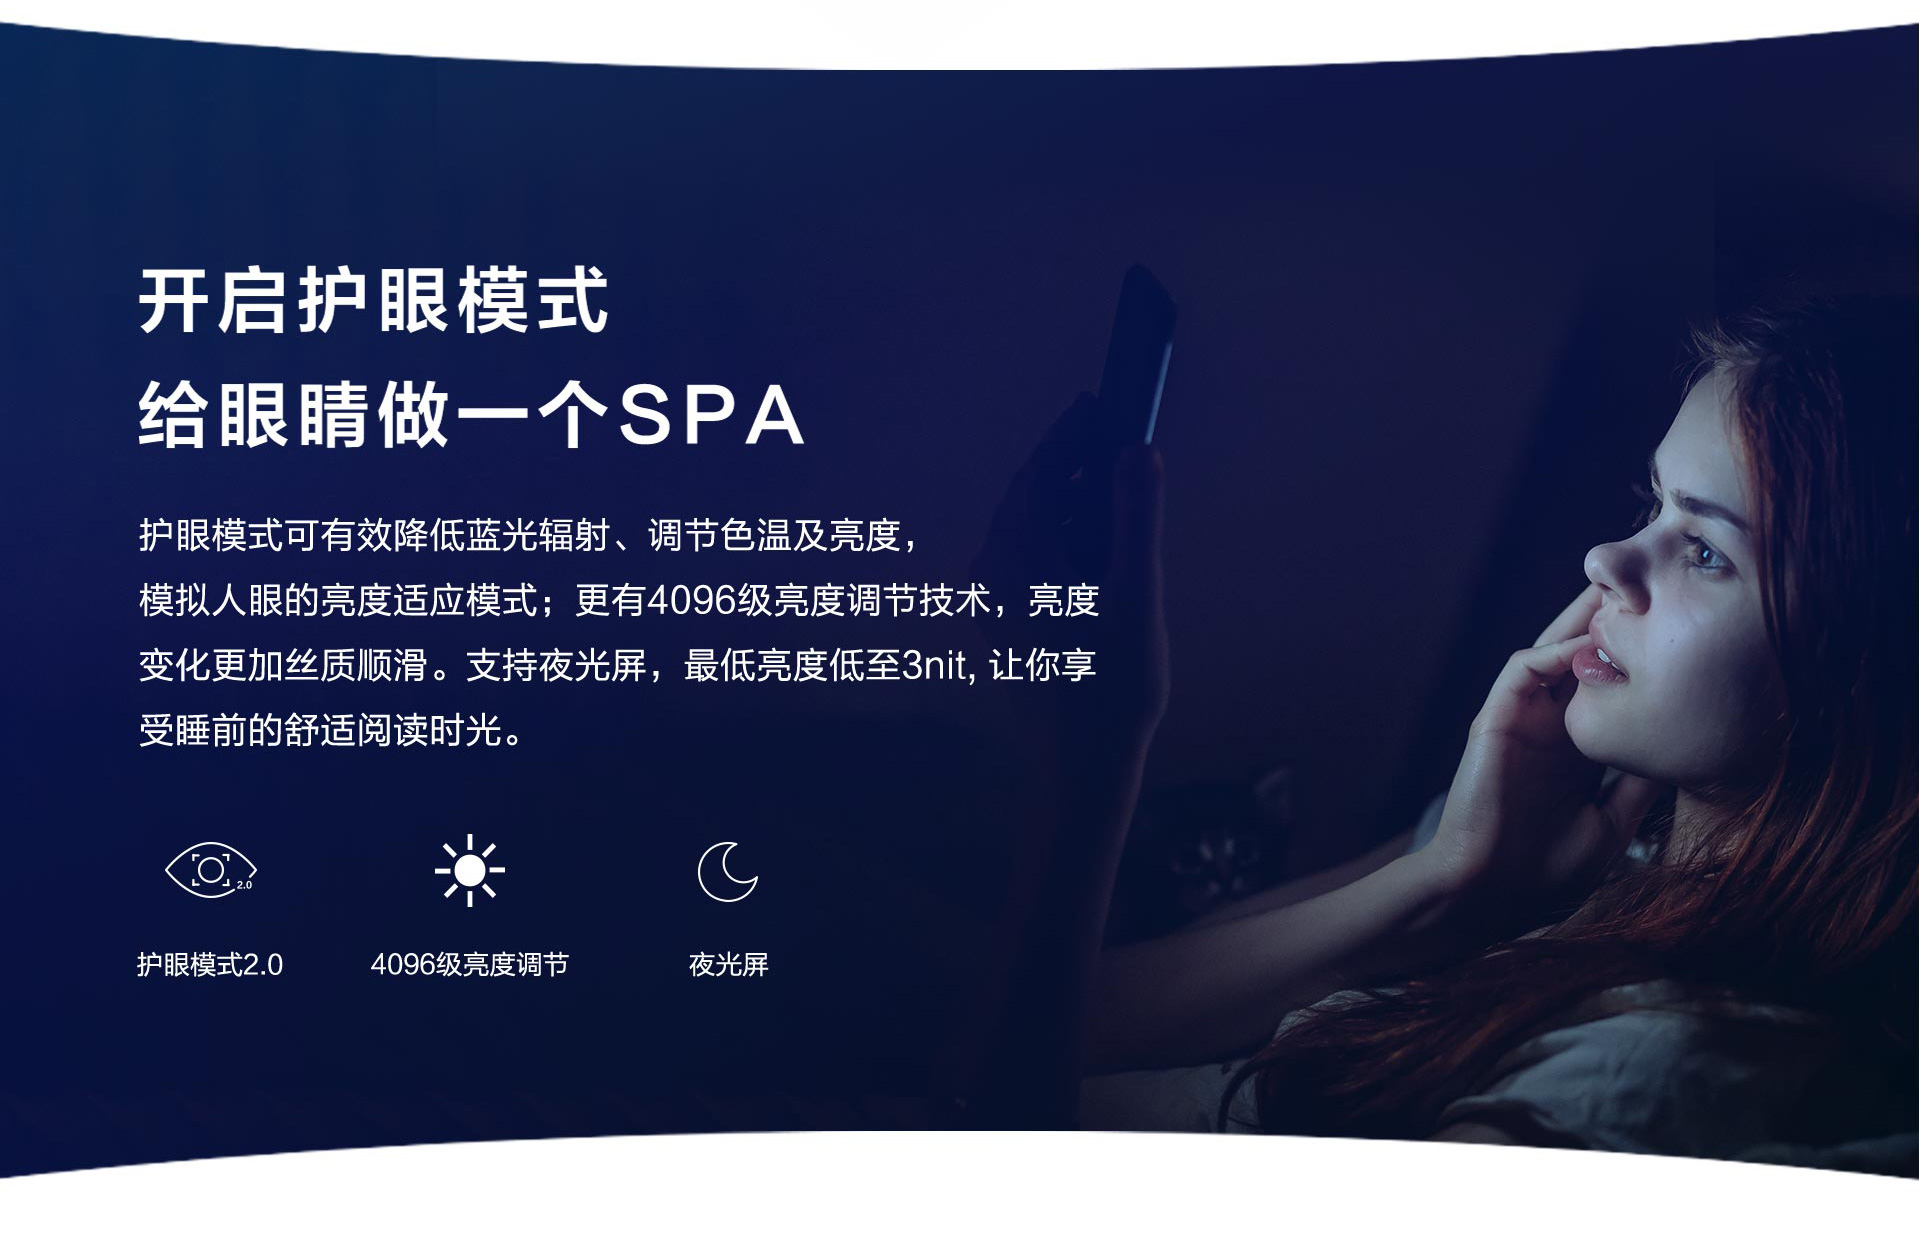 开启护眼模式
给眼睛做一个SPA
护眼模式可有效降低蓝光辐射、调节色温及亮度，
模拟人眼的亮度适应模式；更有4096级亮度调节技术，亮度
变化更加丝质顺滑。支持夜光屏，最低亮度低至3nit, 让你享
受睡前的舒适阅读时光。
2.0
护眼模式2.0
4096级亮度调节
夜光屏